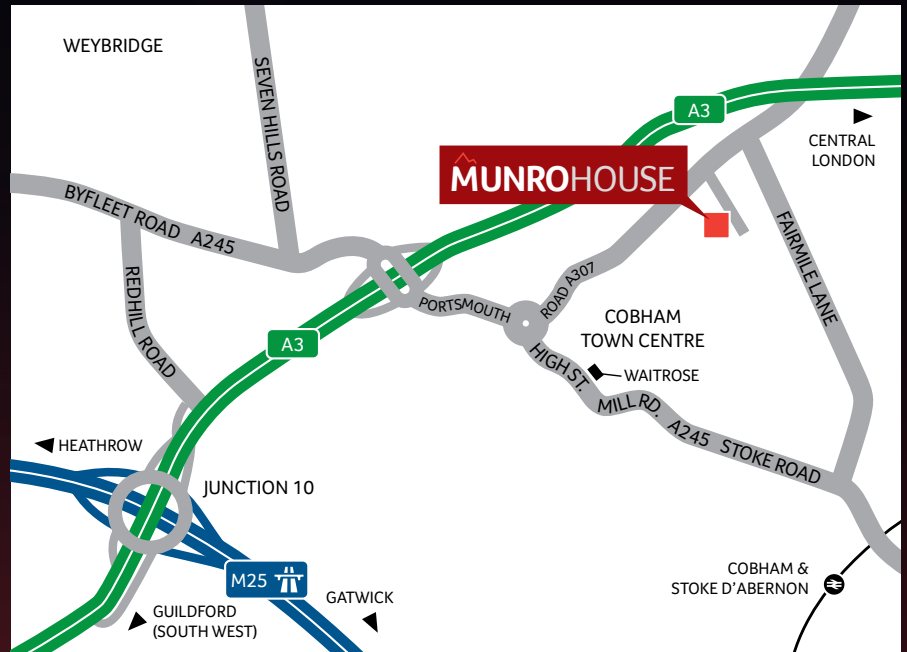 WEYBRIDGE
SEVEN HILLS ROAD
A3
CENTRAL
LONDON
MUNROHOUSE
BYFLEET ROAD A245
FAIRMILE LANE
REDHILL ROAD
PORTSMOUTH
ROAD A307
COBHAM
TOWN CENTRE
A3
HIGH ST.
WAITROSE
MILL RD.
A245 STOKE ROAD
HEATHROW
JUNCTION 10
M25
COBHAM &
STOKE D'ABERNON
GATWICK
GUILDFORD
(SOUTH WEST)